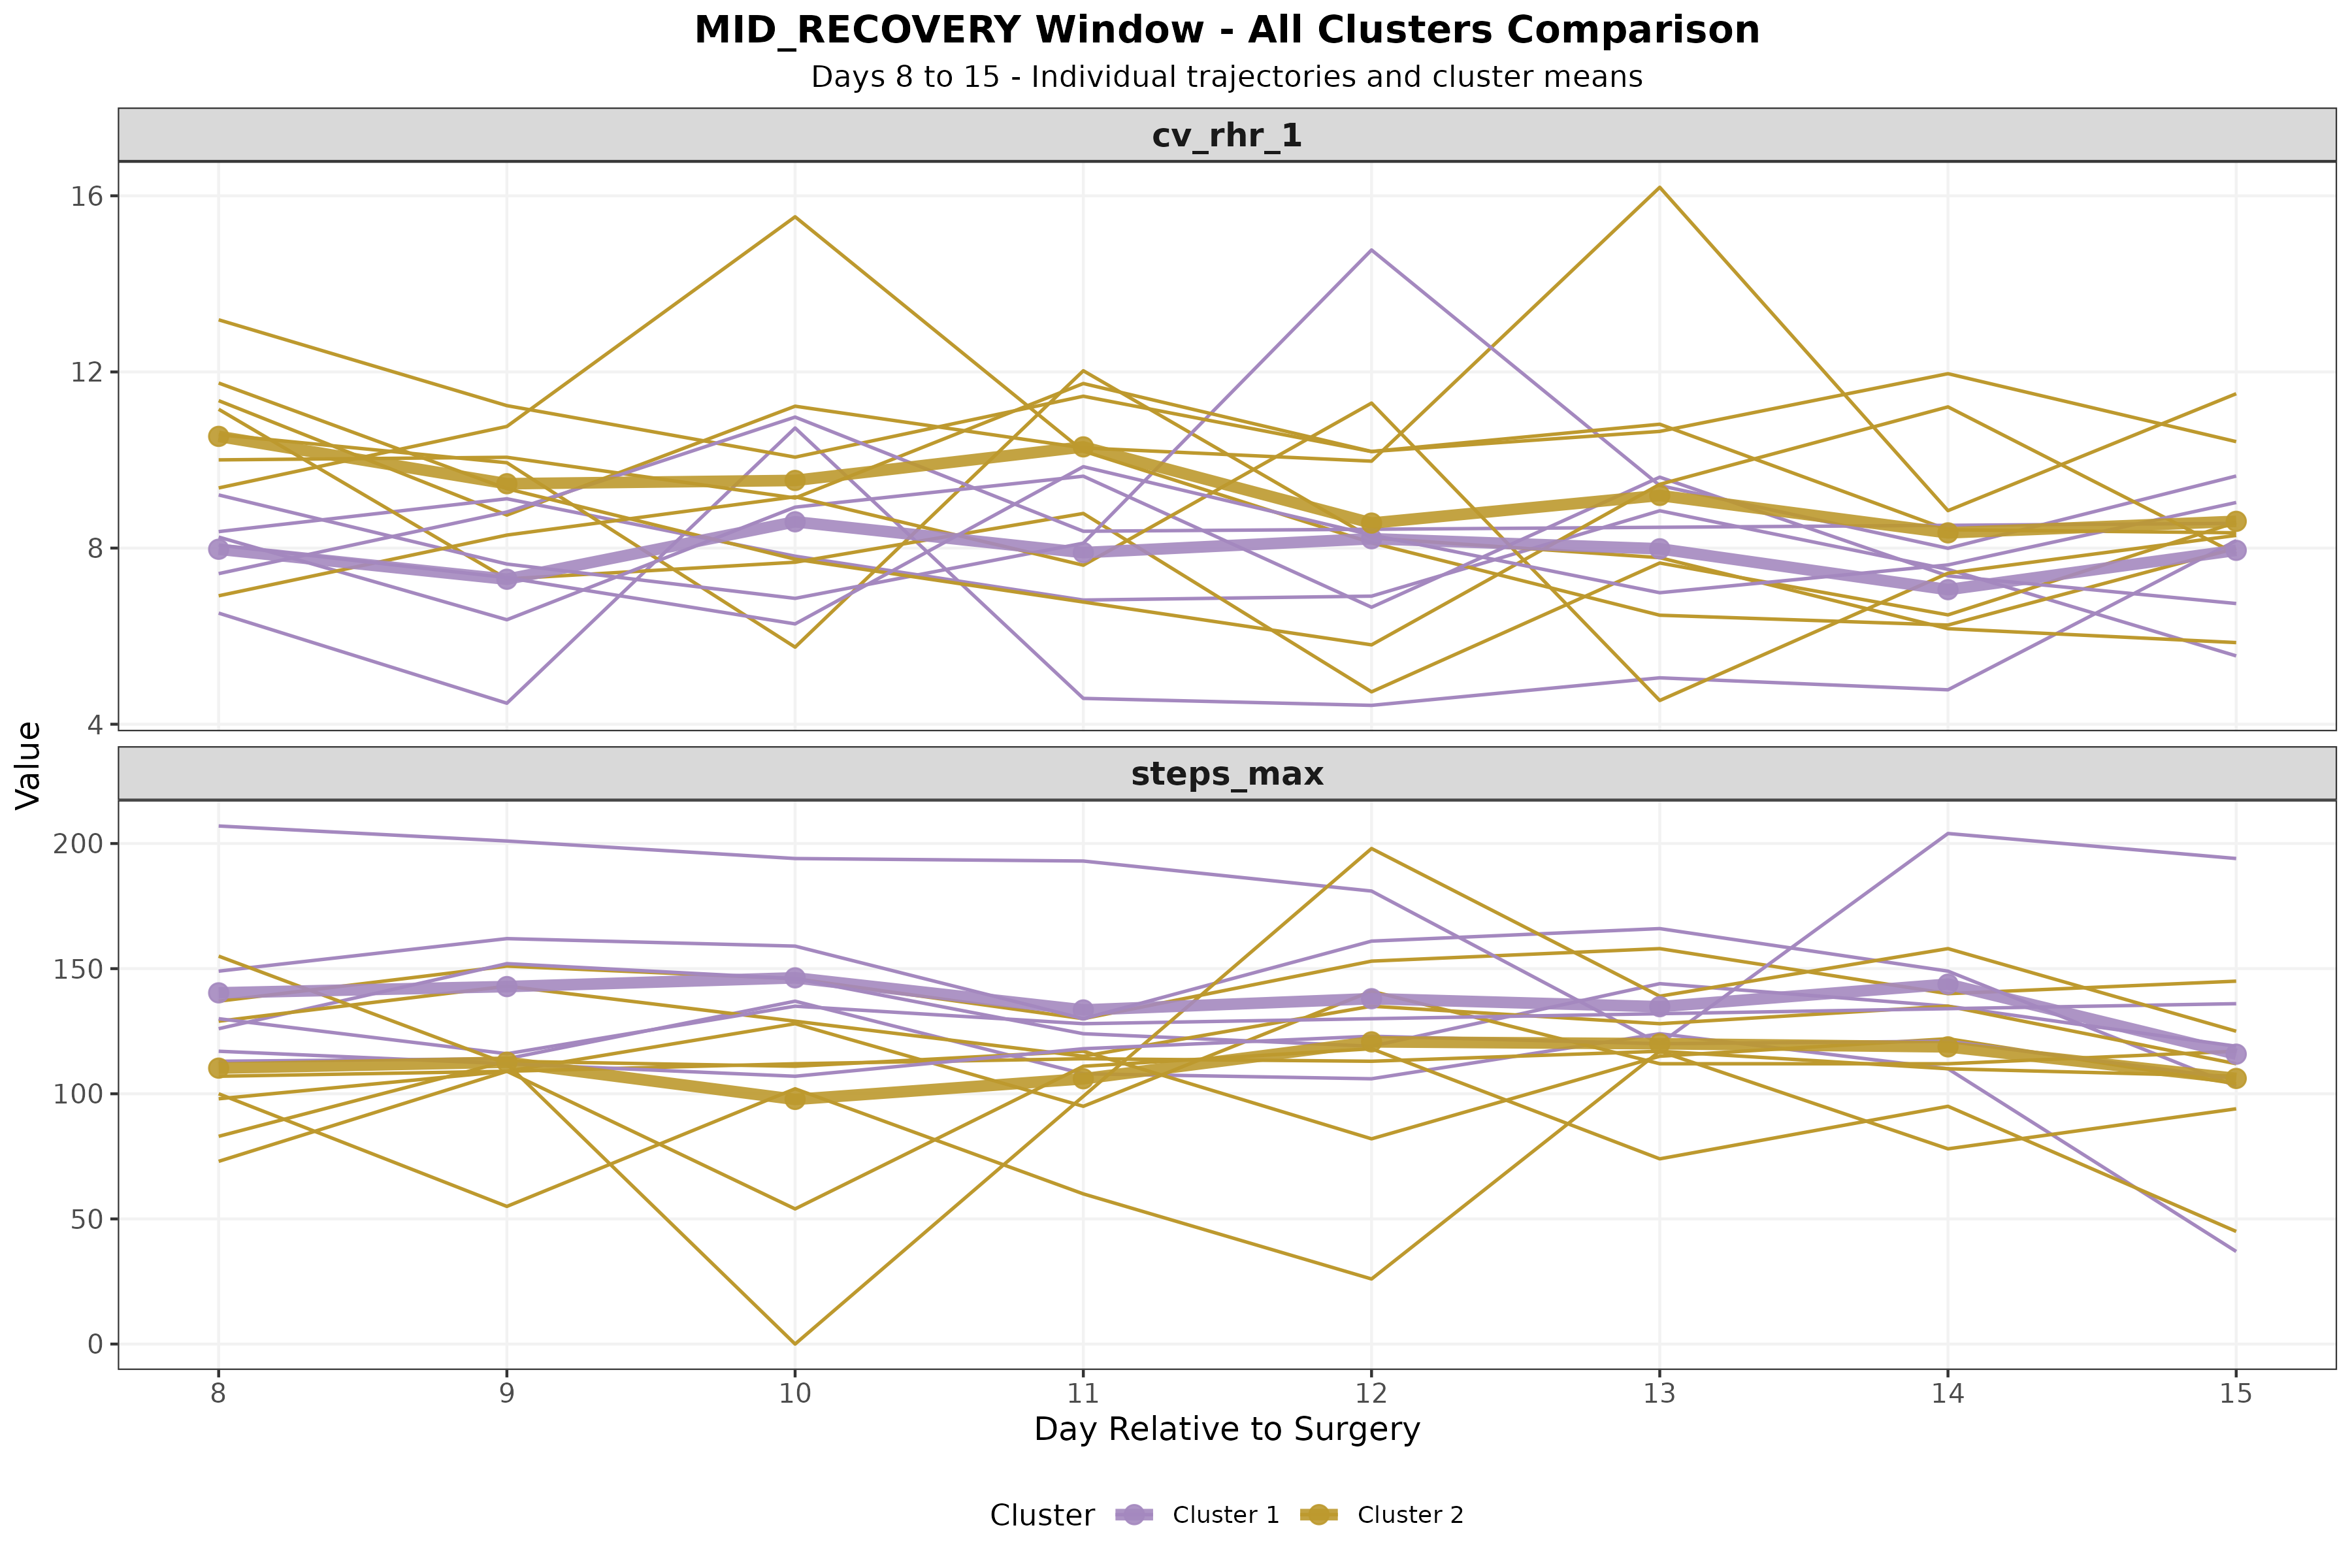 MID_RECOVERY Window - All Clusters Comparison
Days 8 to 15 - Individual trajectories and cluster means
cv_rhr_1
16
12
8
4
Value
steps_max
200
150
100
50
0
8 9 10 11 12 13 14 15
Day Relative to Surgery
Cluster Cluster 1 Cluster 2